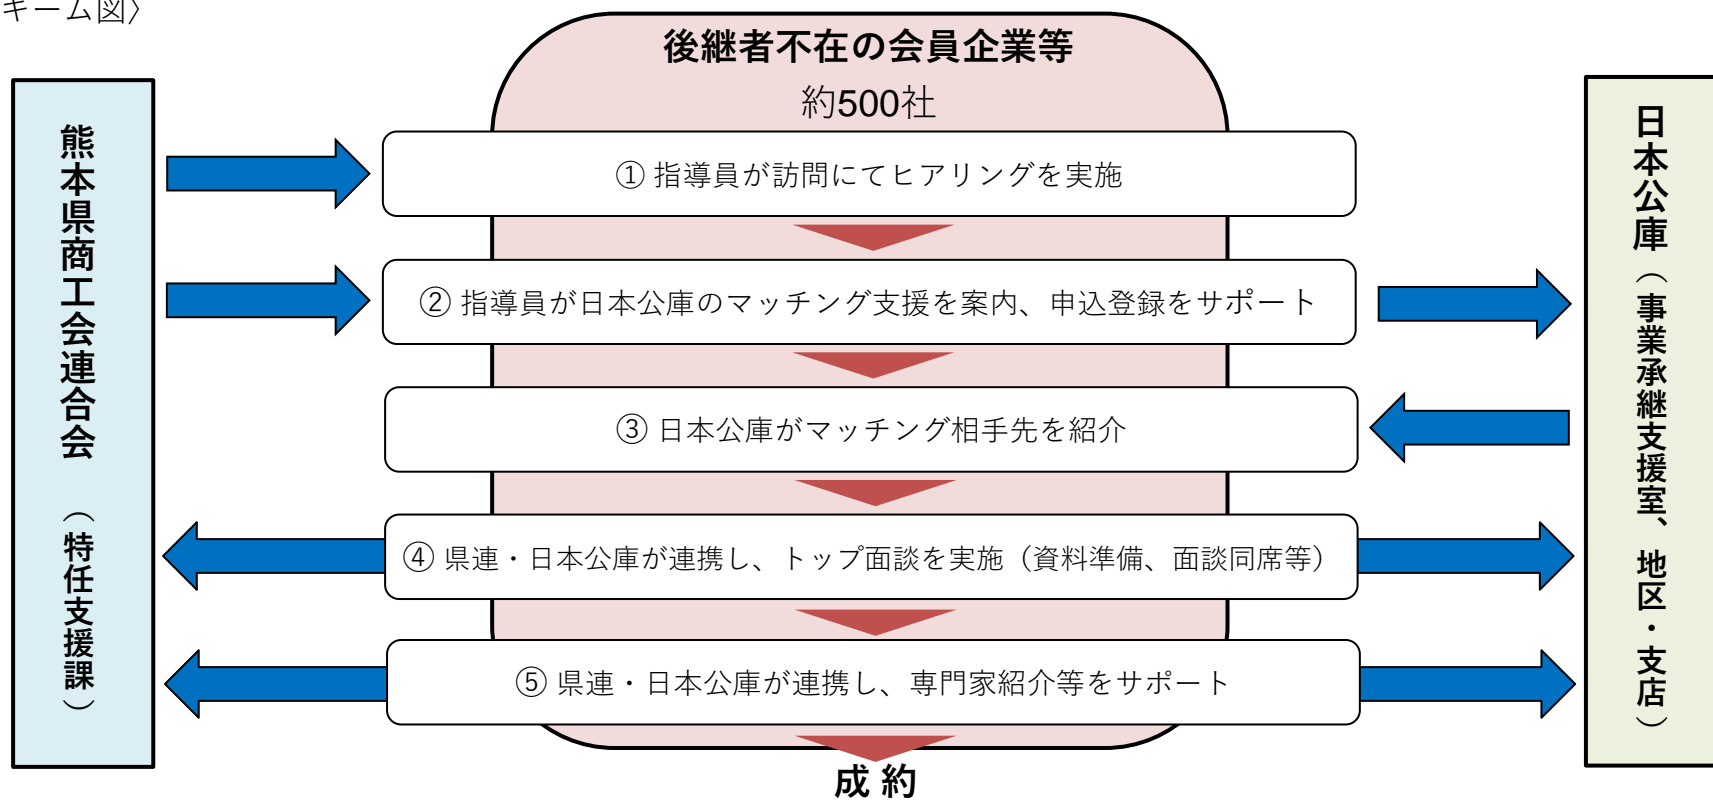 キーム図〉
後継者不在の会員企業等
約500社
熊本県商工会連合会（特任支援課）
① 指導員が訪問にてヒアリングを実施
② 指導員が日本公庫のマッチング支援を案内、申込登録をサポート
③ 日本公庫がマッチング相手先を紹介
④ 県連・日本公庫が連携し、トップ面談を実施（資料準備、面談同席等）
⑤ 県連・日本公庫が連携し、専門家紹介等をサポート
成 約
日本公庫（事業承継支援室、地区・支店）